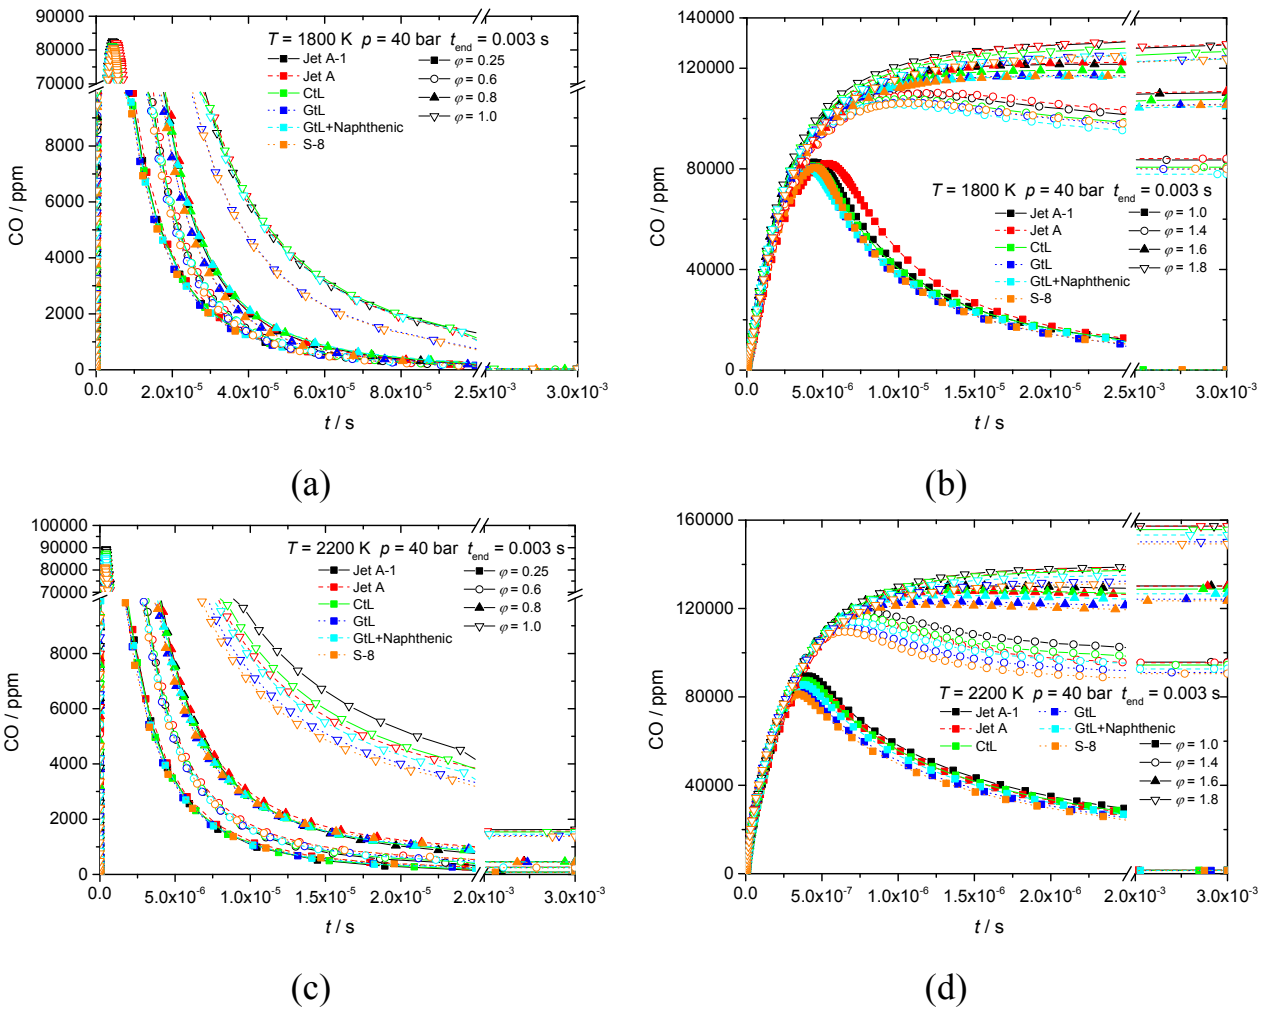 90000
80000
70000
8000
6000
4000
2000
0
CO / ppm
T = 1800 K p = 40 bar t_end = 0.003 s
Jet A-1
Jet A
CtL
GtL
GtL+Naphthenic
S-8
φ = 0.25
φ = 0.6
φ = 0.8
φ = 1.0
0.0 2.0x10⁻⁵ 4.0x10⁻⁵ 6.0x10⁻⁵ 8.0x10⁻⁵ 2.5x10⁻³ 3.0x10⁻³
t / s
(a)
140000
120000
100000
80000
60000
40000
20000
0
CO / ppm
T = 1800 K p = 40 bar t_end = 0.003 s
Jet A-1
Jet A
CtL
GtL
GtL+Naphthenic
S-8
φ = 1.0
φ = 1.4
φ = 1.6
φ = 1.8
0.0 5.0x10⁻⁶ 1.0x10⁻⁵ 1.5x10⁻⁵ 2.0x10⁻⁵ 2.5x10⁻³ 3.0x10⁻³
t / s
(b)
100000
90000
80000
70000
8000
6000
4000
2000
0
CO / ppm
T = 2200 K p = 40 bar t_end = 0.003 s
Jet A-1
Jet A
CtL
GtL
GtL+Naphthenic
S-8
φ = 0.25
φ = 0.6
φ = 0.8
φ = 1.0
0.0 5.0x10⁻⁶ 1.0x10⁻⁵ 1.5x10⁻⁵ 2.0x10⁻⁵ 3.0x10⁻³
t / s
(c)
160000
120000
80000
40000
0
CO / ppm
T = 2200 K p = 40 bar t_end = 0.003 s
Jet A-1
Jet A
CtL
GtL
GtL+Naphthenic
S-8
φ = 1.0
φ = 1.4
φ = 1.6
φ = 1.8
0.0 5.0x10⁻⁷ 1.0x10⁻⁶ 1.5x10⁻⁶ 2.0x10⁻⁶ 3.0x10⁻³
t / s
(d)